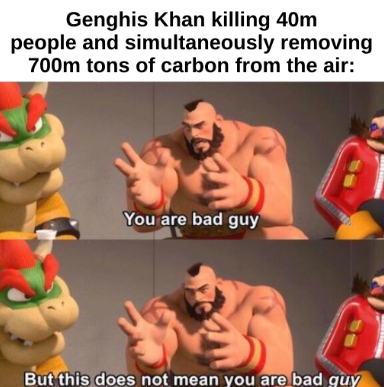 Genghis Khan killing 40m
people and simultaneously removing
700m tons of carbon from the air:
You are bad guy
But this does not mean you are bad guy